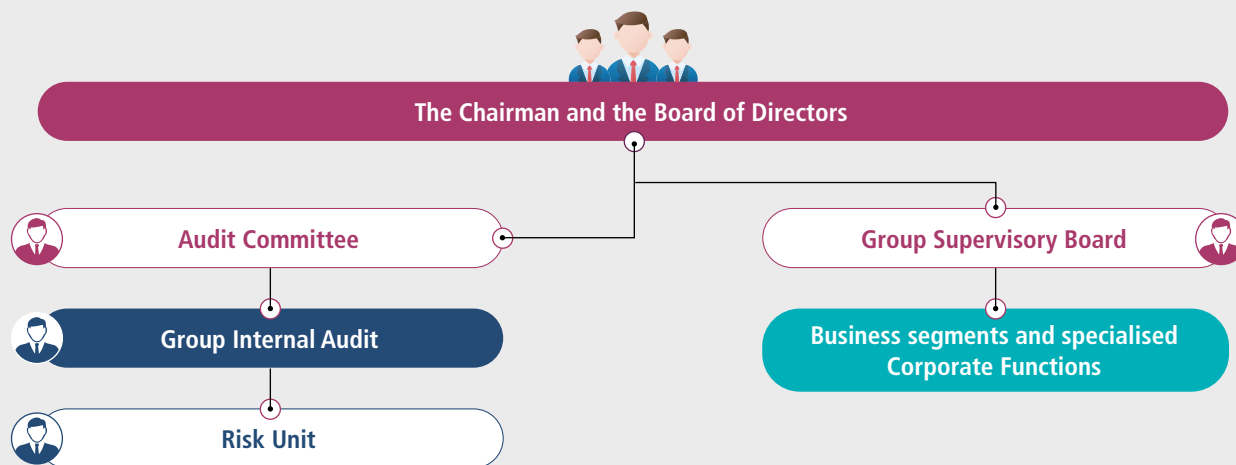 The Chairman and the Board of Directors
Audit Committee
Group Supervisory Board
Group Internal Audit
Business segments and specialised
Corporate Functions
Risk Unit